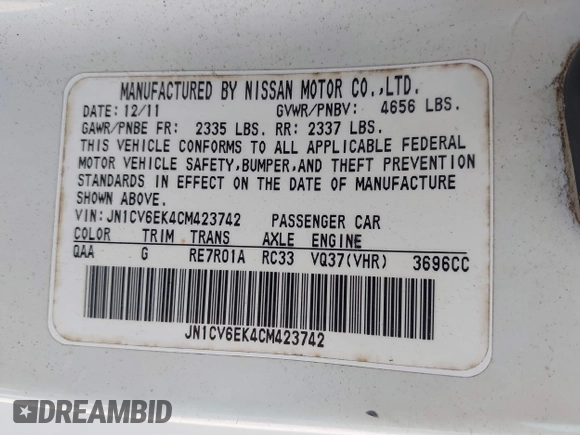 MANUFACTURED BY NISSAN MOTOR CO.,LTD.
DATE: 12/11 GVWR/PNBV: 4656 LBS.
GAWR/PNBE FR: 2335 LBS. RR: 2337 LBS.
THIS VEHICLE CONFORMS TO ALL APPLICABLE FEDERAL
MOTOR VEHICLE SAFETY,BUMPER,AND THEFT PREVENTION
STANDARDS IN EFFECT ON THE DATE OF MANUFACTURE
SHOWN ABOVE.
VIN: JN1CV6EK4CM423742 PASSENGER CAR
COLOR TRIM TRANS AXLE ENGINE
QAA G RE7R01A RC33 VQ37(VHR) 3696CC
JN1CV6EK4CM423742
DREAMBID